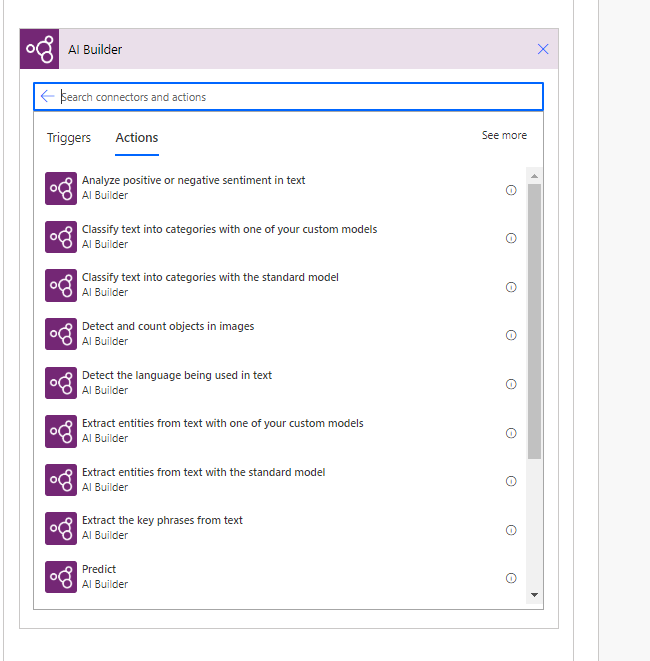 AI Builder
Search connectors and actions
Triggers Actions See more
Analyze positive or negative sentiment in text
AI Builder
Classify text into categories with one of your custom models
AI Builder
Classify text into categories with the standard model
AI Builder
Detect and count objects in images
AI Builder
Detect the language being used in text
AI Builder
Extract entities from text with one of your custom models
AI Builder
Extract entities from text with the standard model
AI Builder
Extract the key phrases from text
AI Builder
Predict
AI Builder